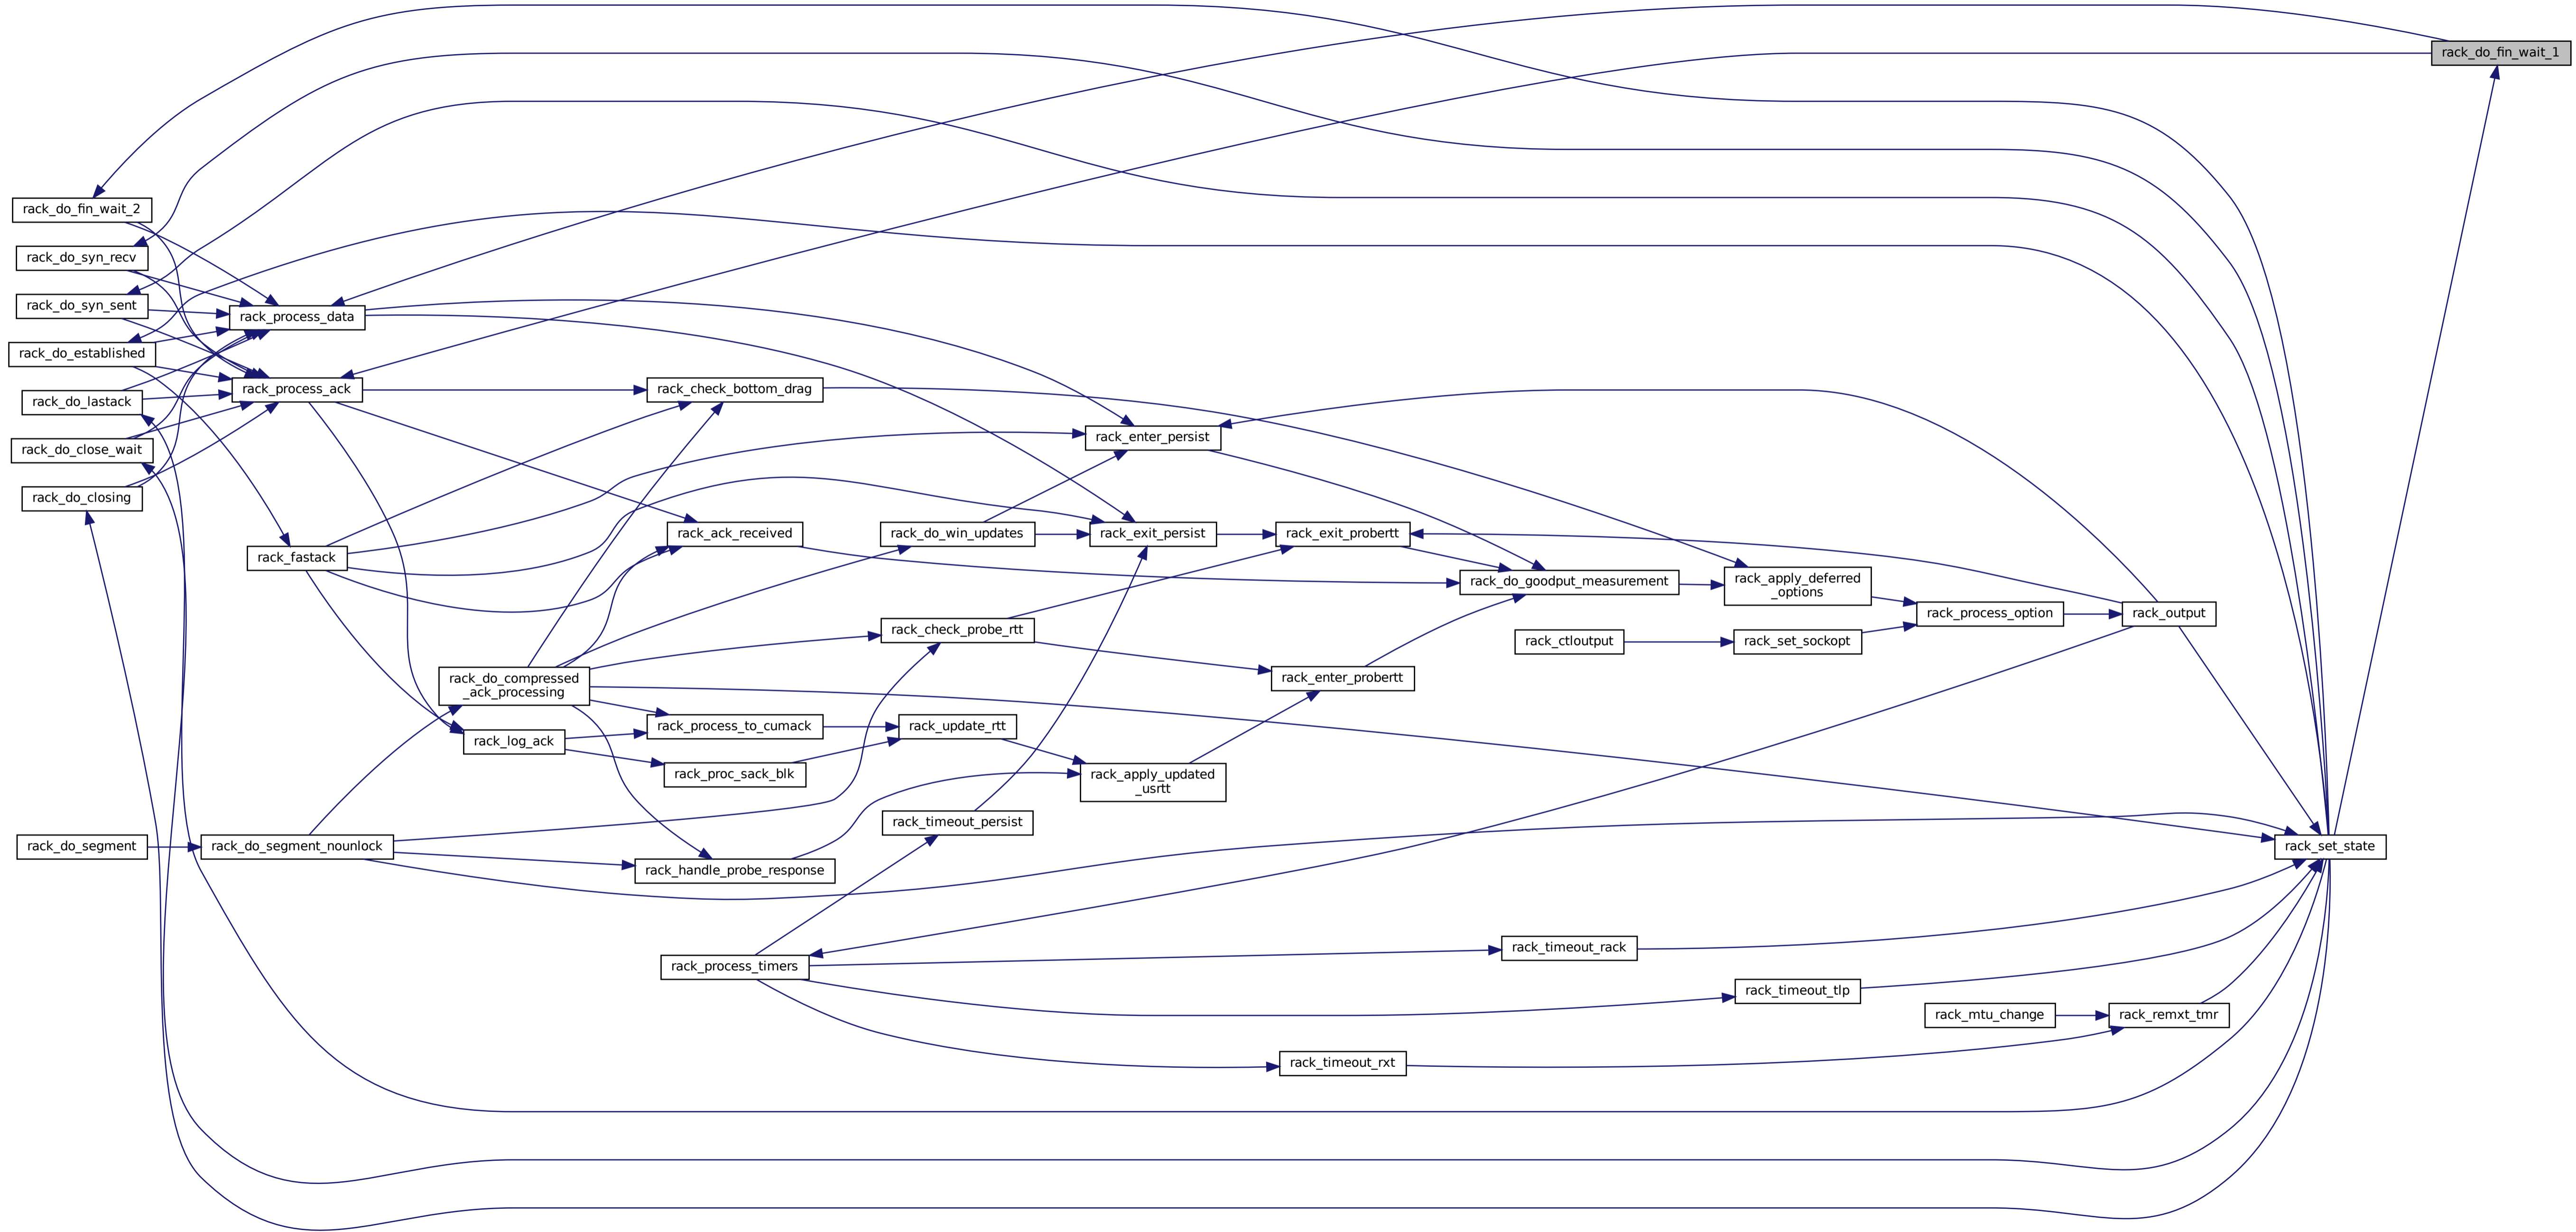 rack_do_fin_wait_1
rack_do_fin_wait_2
rack_do_syn_recv
rack_do_syn_sent
rack_process_data
rack_do_established
rack_process_ack
rack_check_bottom_drag
rack_do_lastack
rack_enter_persist
rack_do_close_wait
rack_do_closing
rack_ack_received
rack_do_win_updates
rack_exit_persist
rack_exit_probertt
rack_fastack
rack_do_goodput_measurement
rack_apply_deferred
_options
rack_process_option
rack_output
rack_check_probe_rtt
rack_ctloutput
rack_set_sockopt
rack_do_compressed
_ack_processing
rack_enter_probertt
rack_process_to_cumack
rack_update_rtt
rack_log_ack
rack_proc_sack_blk
rack_apply_updated
_usrtt
rack_timeout_persist
rack_do_segment
rack_do_segment_nounlock
rack_set_state
rack_handle_probe_response
rack_timeout_rack
rack_process_timers
rack_timeout_tlp
rack_mtu_change
rack_remxt_tmr
rack_timeout_rxt